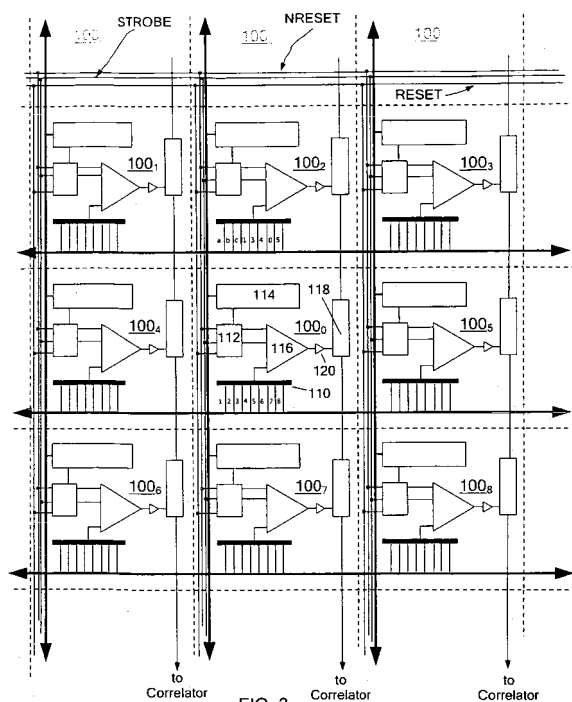 100 100 100
STROBE NRESET
RESET
100₁ 100₂ 100₃
a b c 1 3 4 0 5
114 118
100₄ 112 116 100₀ 100₅
120
110
1 2 3 4 5 6 7 8
100₆ 100₇ 100₈
to Correlator
to Correlator
to Correlator
FIG. 2